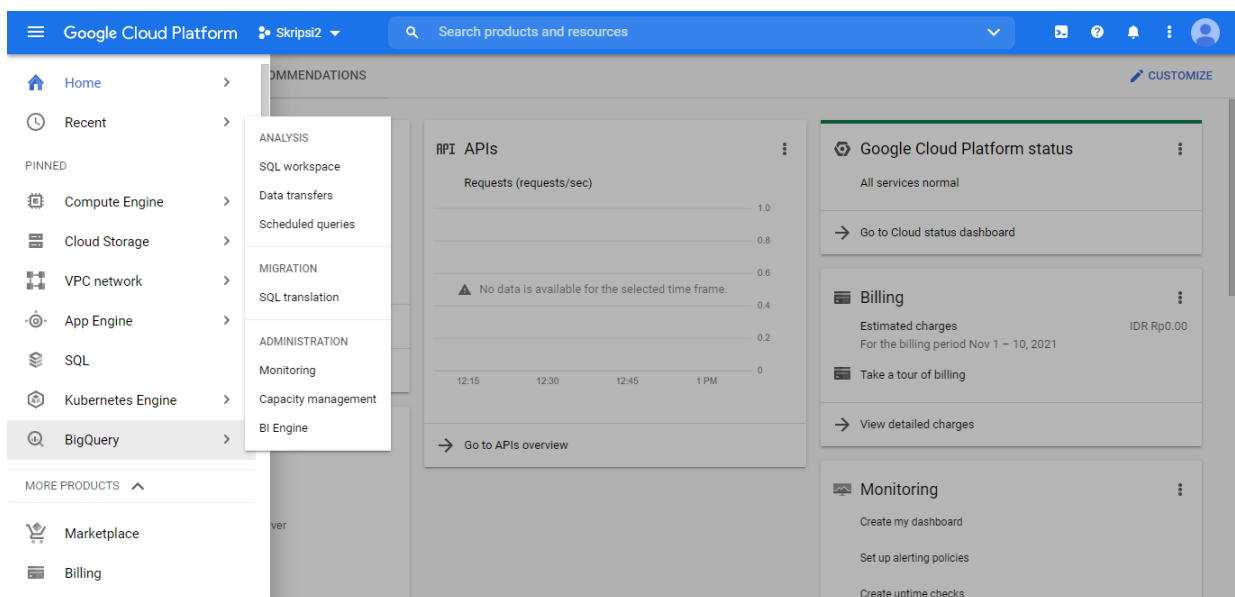 Google Cloud Platform
Skripsi2
Search products and resources
Home
Recent
PINNED
Compute Engine
Cloud Storage
VPC network
App Engine
SQL
Kubernetes Engine
BigQuery
MORE PRODUCTS
Marketplace
Billing
ANALYSIS
SQL workspace
Data transfers
Scheduled queries
MIGRATION
SQL translation
ADMINISTRATION
Monitoring
Capacity management
BI Engine
OMMENDATIONS
CUSTOMIZE
ver
API APIs
Requests (requests/sec)
1.0
0.8
0.6
No data is available for the selected time frame.
0.4
0.2
0
12:15 12:30 12:45 1 PM
Go to APIs overview
Google Cloud Platform status
All services normal
Go to Cloud status dashboard
Billing
Estimated charges IDR Rp0.00
For the billing period Nov 1 – 10, 2021
Take a tour of billing
View detailed charges
Monitoring
Create my dashboard
Set up alerting policies
Create uptime checks